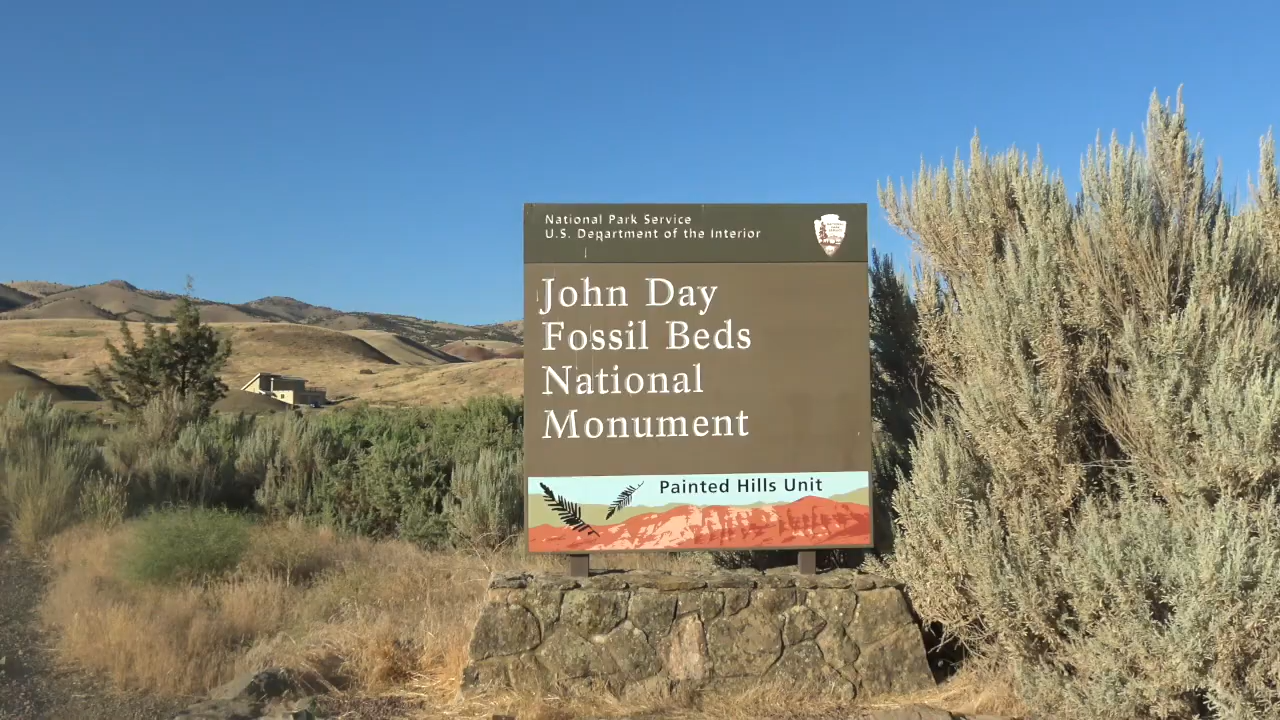 National Park Service
U.S. Department of the Interior
John Day
Fossil Beds
National
Monument
Painted Hills Unit